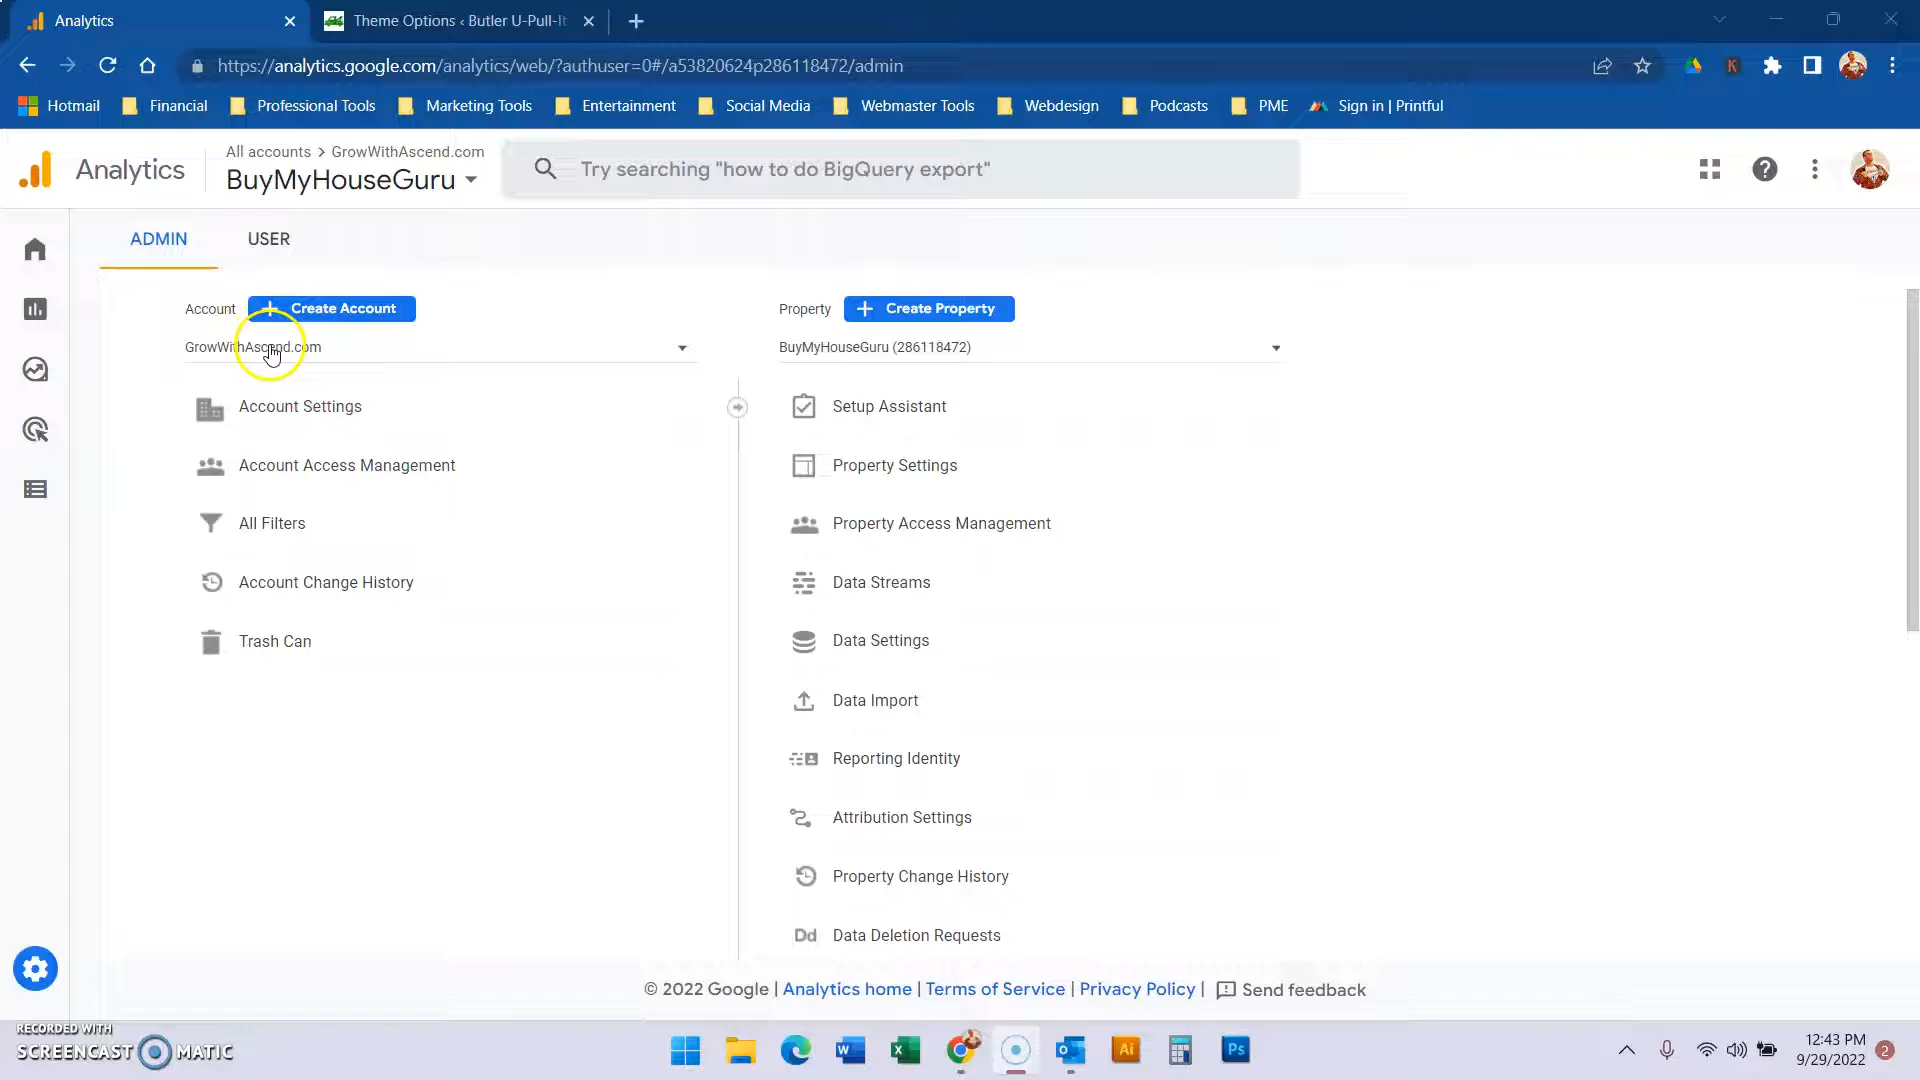 Analytics
Theme Options ‹ Butler U-Pull-It
https://analytics.google.com/analytics/web/?authuser=0#/a53820624p286118472/admin
K
Hotmail
Financial
Professional Tools
Marketing Tools
Entertainment
Social Media
Webmaster Tools
Webdesign
Podcasts
PME
Sign in | Printful
Analytics
All accounts > GrowWithAscend.com
BuyMyHouseGuru
Try searching "how to do BigQuery export"
ADMIN
USER
Account
+ Create Account
GrowWithAscend.com
Account Settings
Account Access Management
All Filters
Account Change History
Trash Can
Property
+ Create Property
BuyMyHouseGuru (286118472)
Setup Assistant
Property Settings
Property Access Management
Data Streams
Data Settings
Data Import
Reporting Identity
Attribution Settings
Property Change History
Dd Data Deletion Requests
© 2022 Google | Analytics home | Terms of Service | Privacy Policy | Send feedback
RECORDED WITH
SCREENCAST MATIC
Ai
Ps
12:43 PM
9/29/2022
2